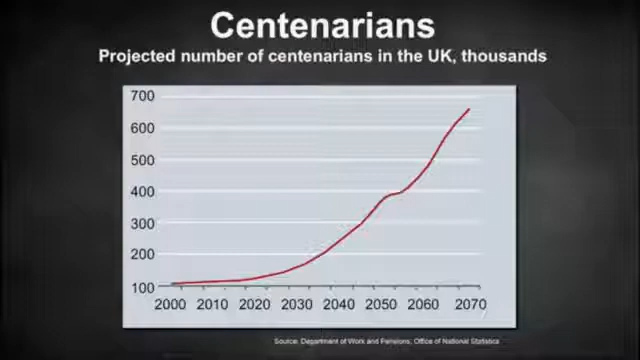 Centenarians
Projected number of centenarians in the UK, thousands
700
600
500
400
300
200
100
2000 2010 2020 2030 2040 2050 2060 2070
Source: Department of Work and Pensions, Office of National Statistics